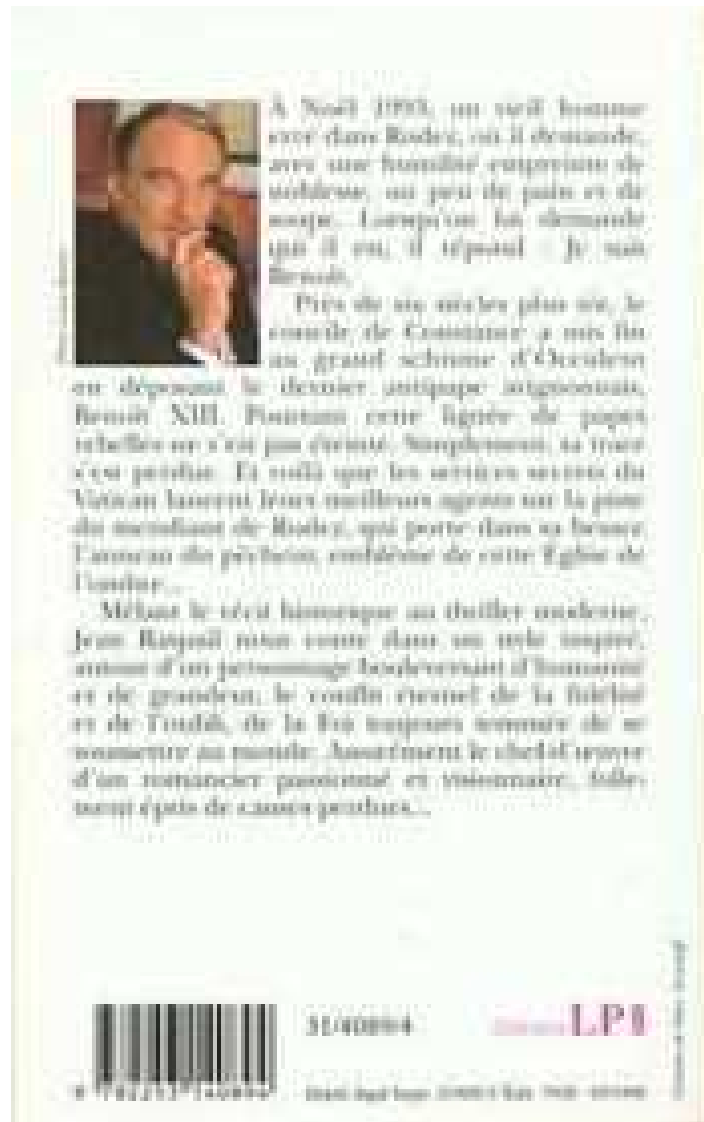 À Noël 1993, un vieil homme
erre dans Rodez, où il demande,
avec une humilité empreinte de
noblesse, un peu de pain et de
soupe. Lorsqu'on lui demande
qui il est, il répond : Je suis
Benoît.
Près de six siècles plus tôt, le
concile de Constance a mis fin
au grand schisme d'Occident
en déposant le dernier antipape avignonnais,
Benoît XIII. Pourtant cette lignée de papes
rebelles ne s'est pas éteinte. Simplement, sa trace
s'est perdue. Et voilà que les services secrets du
Vatican lancent leurs meilleurs agents sur la piste
du mendiant de Rodez, qui porte dans sa besace
l'anneau du pêcheur, emblème de cette Église de
l'ombre...
Mêlant le récit historique au thriller moderne,
Jean Raspail nous conte dans un style inspiré,
autour d'un personnage bouleversant d'humanité
et de grandeur, le conflit éternel de la fidélité
et de l'oubli, de la Foi toujours sommée de se
soumettre au monde. Assurément le chef-d'œuvre
d'un romancier passionné et visionnaire, folle-
ment épris de causes perdues...
31/4089/4
LP 8
9 782253 140894